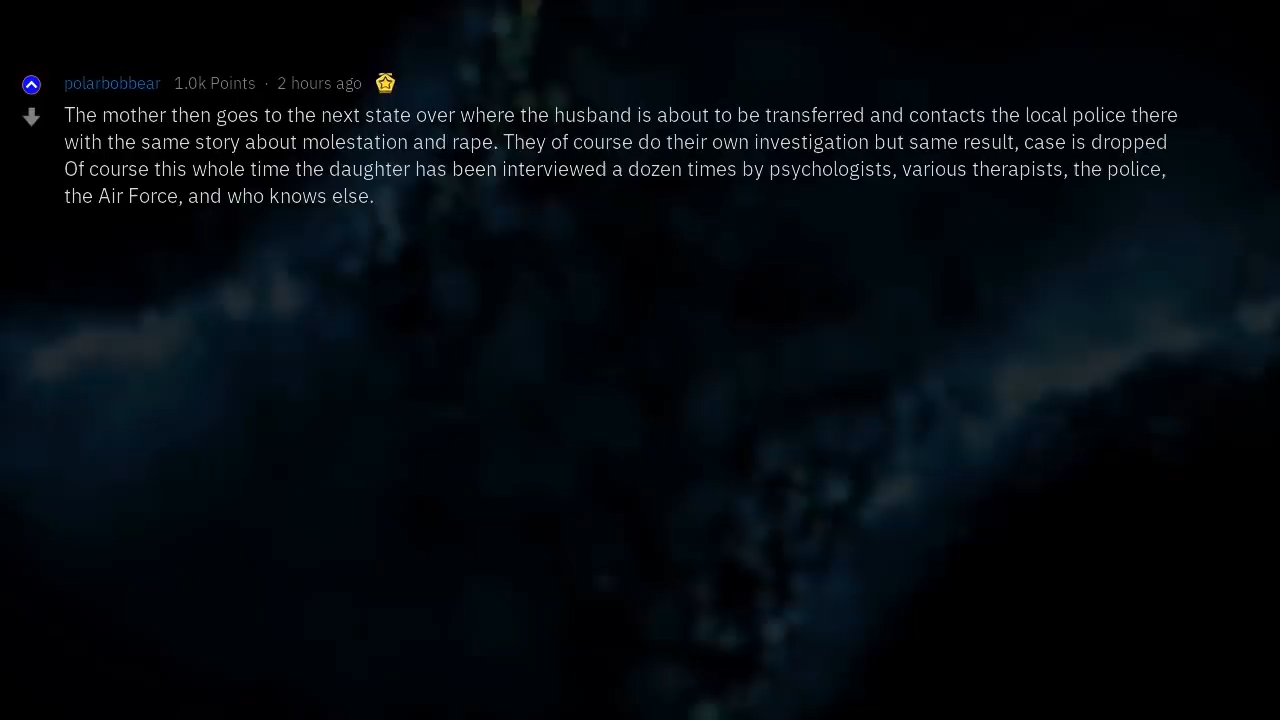 polarbobbear 1.0k Points · 2 hours ago
The mother then goes to the next state over where the husband is about to be transferred and contacts the local police there
with the same story about molestation and rape. They of course do their own investigation but same result, case is dropped
Of course this whole time the daughter has been interviewed a dozen times by psychologists, various therapists, the police,
the Air Force, and who knows else.